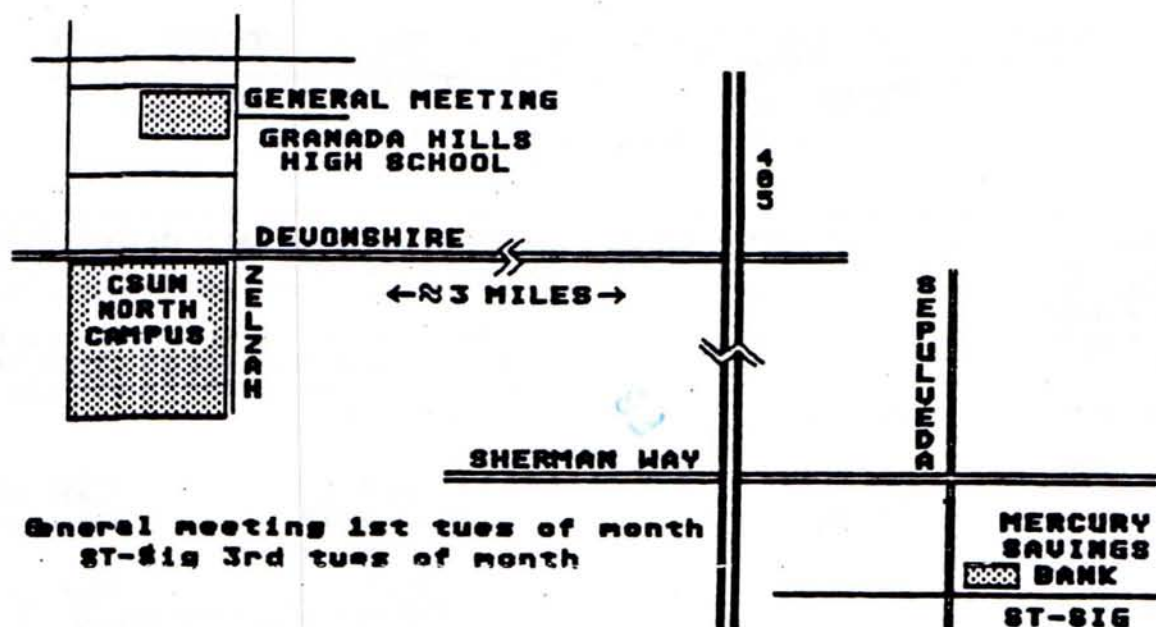 GENERAL MEETING
GRANADA HILLS
HIGH SCHOOL
405
DEVONSHIRE
CSUN
NORTH
CAMPUS
ZELZAH
←≈3 MILES→
SEPULVEDA
SHERMAN WAY
General meeting 1st tues of month
ST-Sig 3rd tues of month
MERCURY
SAVINGS
BANK
ST-SIG